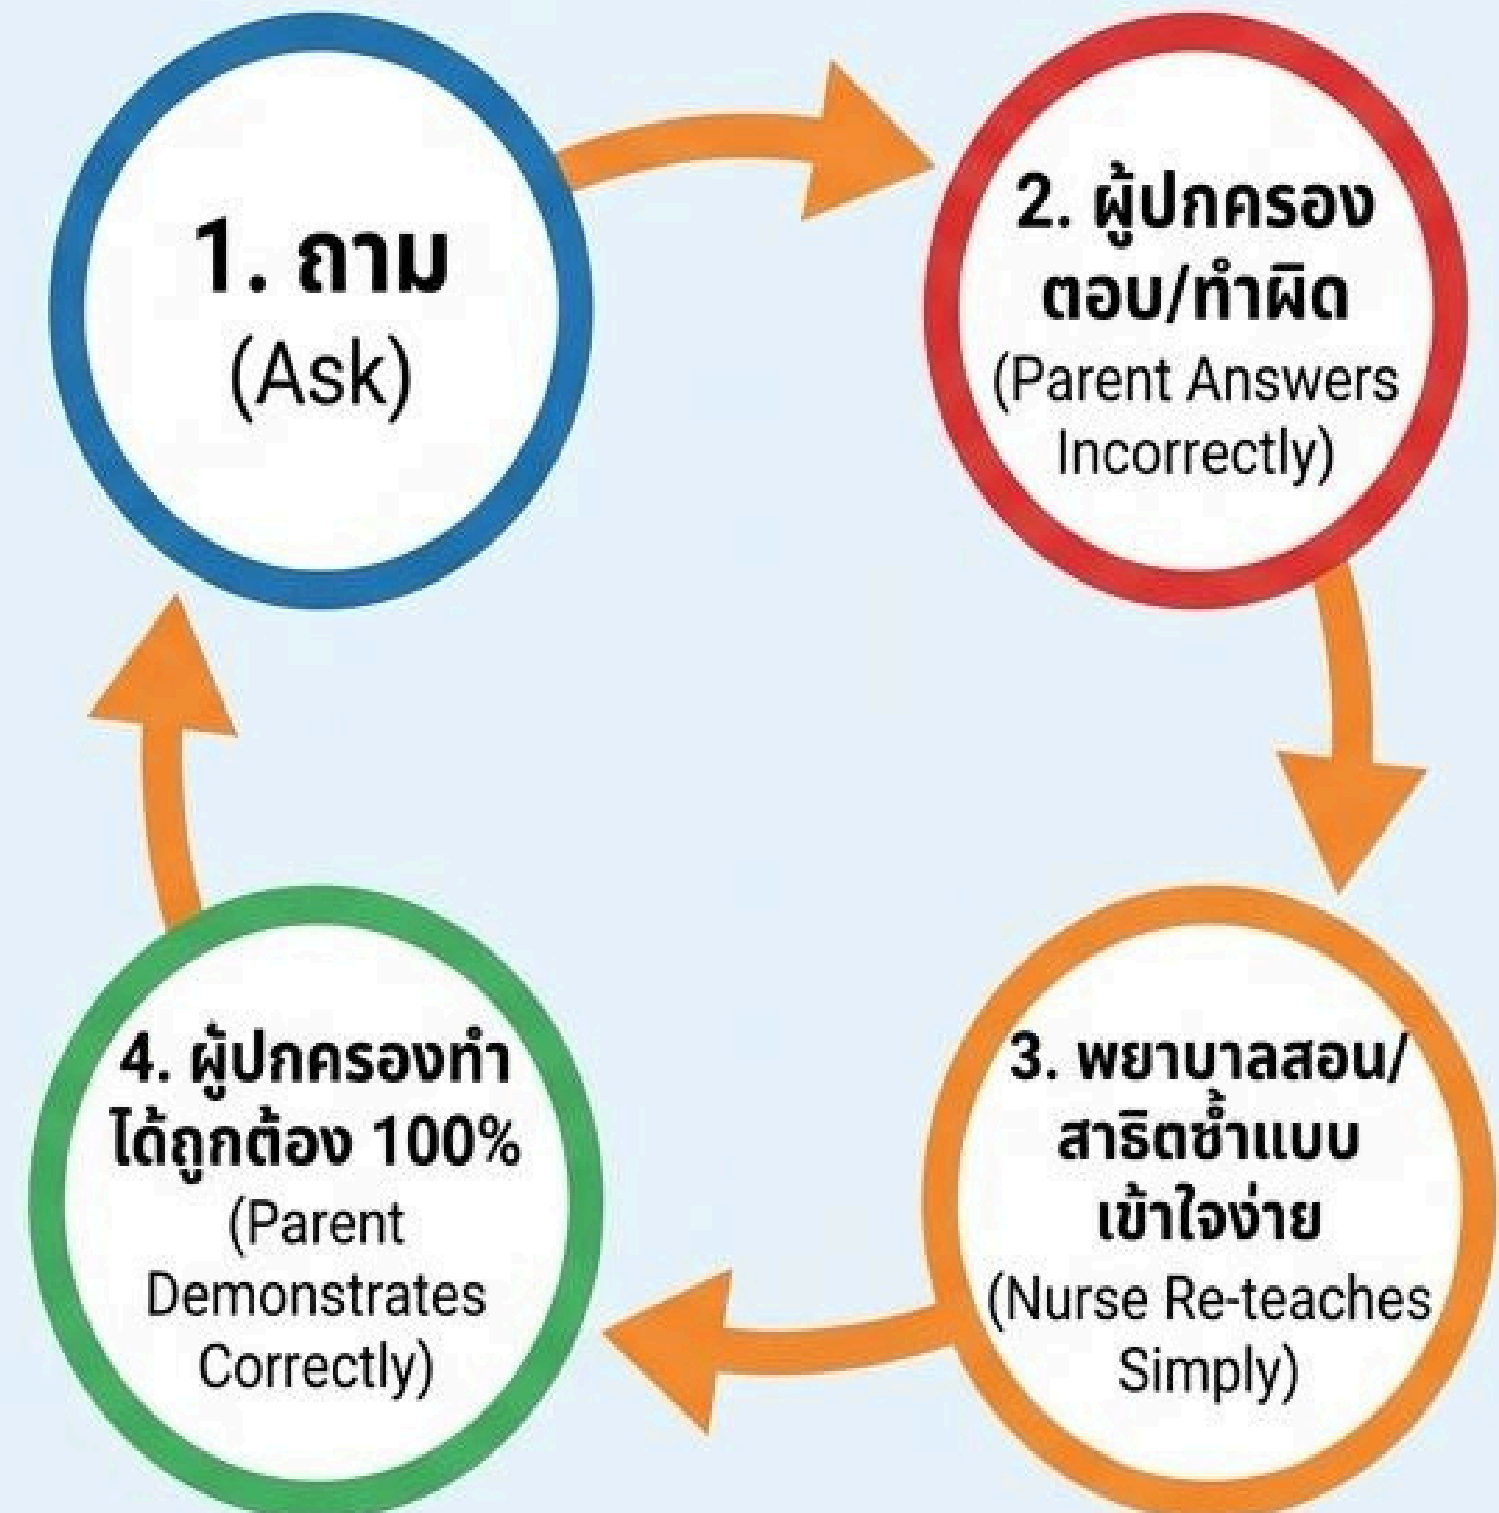 1. ถาม
(Ask)
2. ผู้ปกครอง
ตอบ/ทำผิด
(Parent Answers
Incorrectly)
3. พยาบาลสอน/
สาธิตซ้ำแบบ
เข้าใจง่าย
(Nurse Re-teaches
Simply)
4. ผู้ปกครองทำ
ได้ถูกต้อง 100%
(Parent
Demonstrates
Correctly)